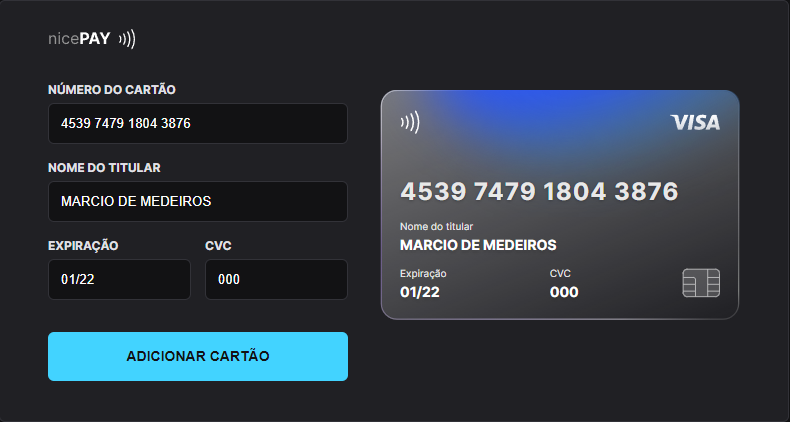 nicePAY
NÚMERO DO CARTÃO
4539 7479 1804 3876
NOME DO TITULAR
MARCIO DE MEDEIROS
EXPIRAÇÃO CVC
01/22 000
ADICIONAR CARTÃO
VISA
4539 7479 1804 3876
Nome do titular
MARCIO DE MEDEIROS
Expiração CVC
01/22 000